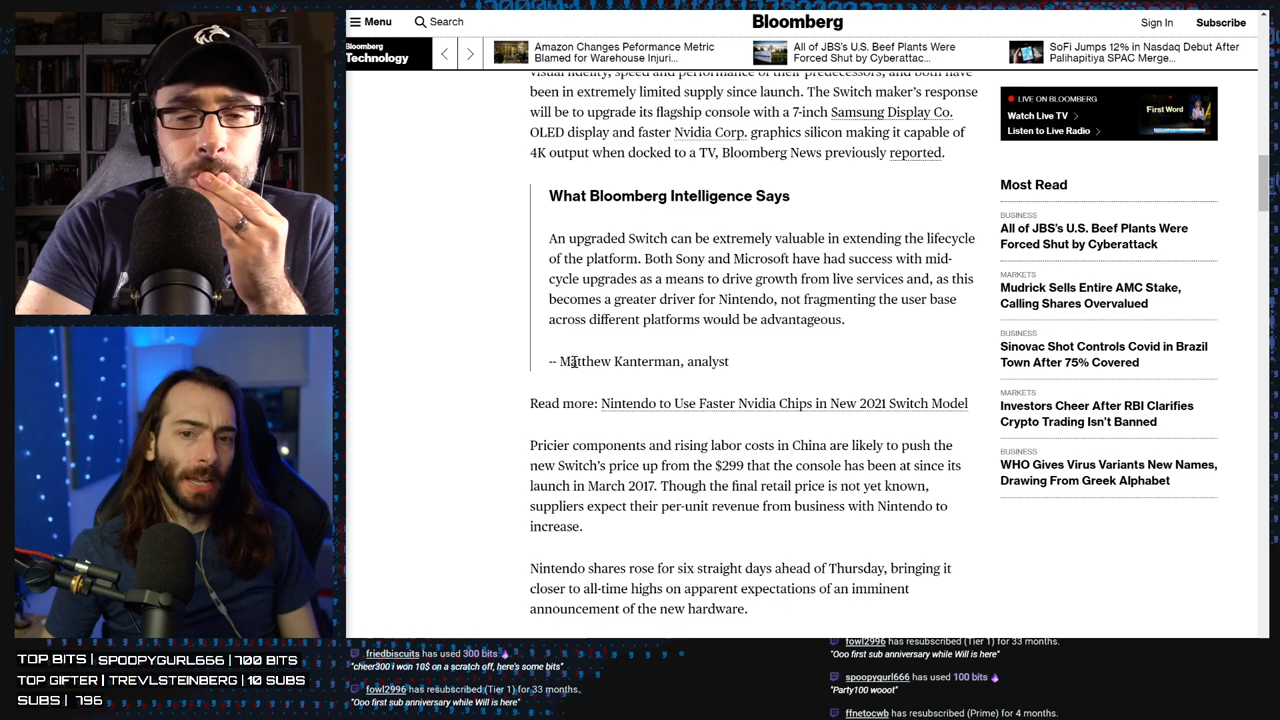 Menu
Search
Bloomberg
Sign In
Subscribe
Bloomberg
Technology
Amazon Changes Peformance Metric
Blamed for Warehouse Injuri...
All of JBS's U.S. Beef Plants Were
Forced Shut by Cyberattac...
SoFi Jumps 12% in Nasdaq Debut After
Palihapitiya SPAC Merge...
visual fidelity, speed and performance of their predecessors, and both have
been in extremely limited supply since launch. The Switch maker's response
will be to upgrade its flagship console with a 7-inch Samsung Display Co.
OLED display and faster Nvidia Corp. graphics silicon making it capable of
4K output when docked to a TV, Bloomberg News previously reported.
What Bloomberg Intelligence Says
An upgraded Switch can be extremely valuable in extending the lifecycle
of the platform. Both Sony and Microsoft have had success with mid-
cycle upgrades as a means to drive growth from live services and, as this
becomes a greater driver for Nintendo, not fragmenting the user base
across different platforms would be advantageous.
-- Matthew Kanterman, analyst
Read more: Nintendo to Use Faster Nvidia Chips in New 2021 Switch Model
Pricier components and rising labor costs in China are likely to push the
new Switch's price up from the $299 that the console has been at since its
launch in March 2017. Though the final retail price is not yet known,
suppliers expect their per-unit revenue from business with Nintendo to
increase.
Nintendo shares rose for six straight days ahead of Thursday, bringing it
closer to all-time highs on apparent expectations of an imminent
announcement of the new hardware.
LIVE ON BLOOMBERG
Watch Live TV
Listen to Live Radio
First Word
Most Read
BUSINESS
All of JBS's U.S. Beef Plants Were
Forced Shut by Cyberattack
MARKETS
Mudrick Sells Entire AMC Stake,
Calling Shares Overvalued
BUSINESS
Sinovac Shot Controls Covid in Brazil
Town After 75% Covered
MARKETS
Investors Cheer After RBI Clarifies
Crypto Trading Isn't Banned
BUSINESS
WHO Gives Virus Variants New Names,
Drawing From Greek Alphabet
TOP BITS | SPOOPYGURL666 | 700 BITS
TOP GIFTER | TREVLSTEINBERG | 10 SUBS
SUBS | 796
friedbiscuits has used 300 bits
"cheer300 i won 10$ on a scratch off, here's some bits"
fowl2996 has resubscribed (Tier 1) for 33 months.
"Ooo first sub anniversary while Will is here"
fowl2996 has resubscribed (Tier 1) for 33 months.
"Ooo first sub anniversary while Will is here"
spoopygurl666 has used 100 bits
"Party100 wooot"
ffnetocwb has resubscribed (Prime) for 4 months.